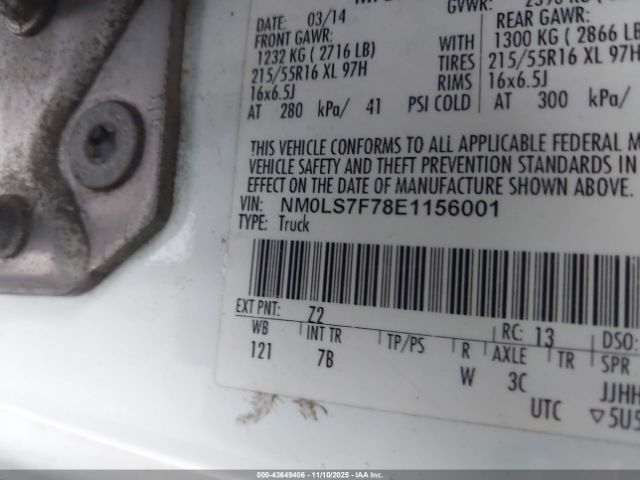 GVWR:
DATE: 03/14
FRONT GAWR:
1232 KG ( 2716 LB)
215/55R16 XL 97H
16x6.5J
AT 280 kPa/ 41 PSI COLD
REAR GAWR:
WITH 1300 KG ( 2866 LB
TIRES 215/55R16 XL 97H
RIMS 16x6.5J
AT 300 kPa/
THIS VEHICLE CONFORMS TO ALL APPLICABLE FEDERAL M
VEHICLE SAFETY AND THEFT PREVENTION STANDARDS IN
EFFECT ON THE DATE OF MANUFACTURE SHOWN ABOVE.
VIN: NM0LS7F78E1156001
TYPE: Truck
EXT PNT: Z2 RC: 13 DSO:
WB INT TR TP/PS R AXLE TR SPR
121 7B W 3C JJHH
UTC ▽5U5
000-43649406 - 11/10/2025 - IAAI.COM